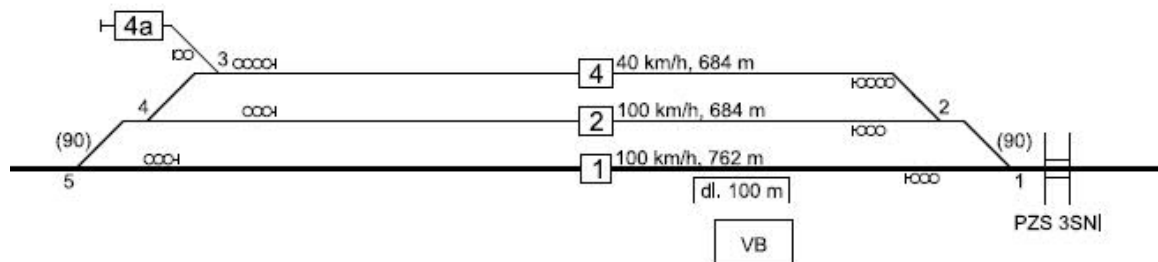 4a
3
4 40 km/h, 684 m
4 2
2 100 km/h, 684 m
(90) (90)
1 100 km/h, 762 m
5 1
dl. 100 m
PZS 3SN
VB